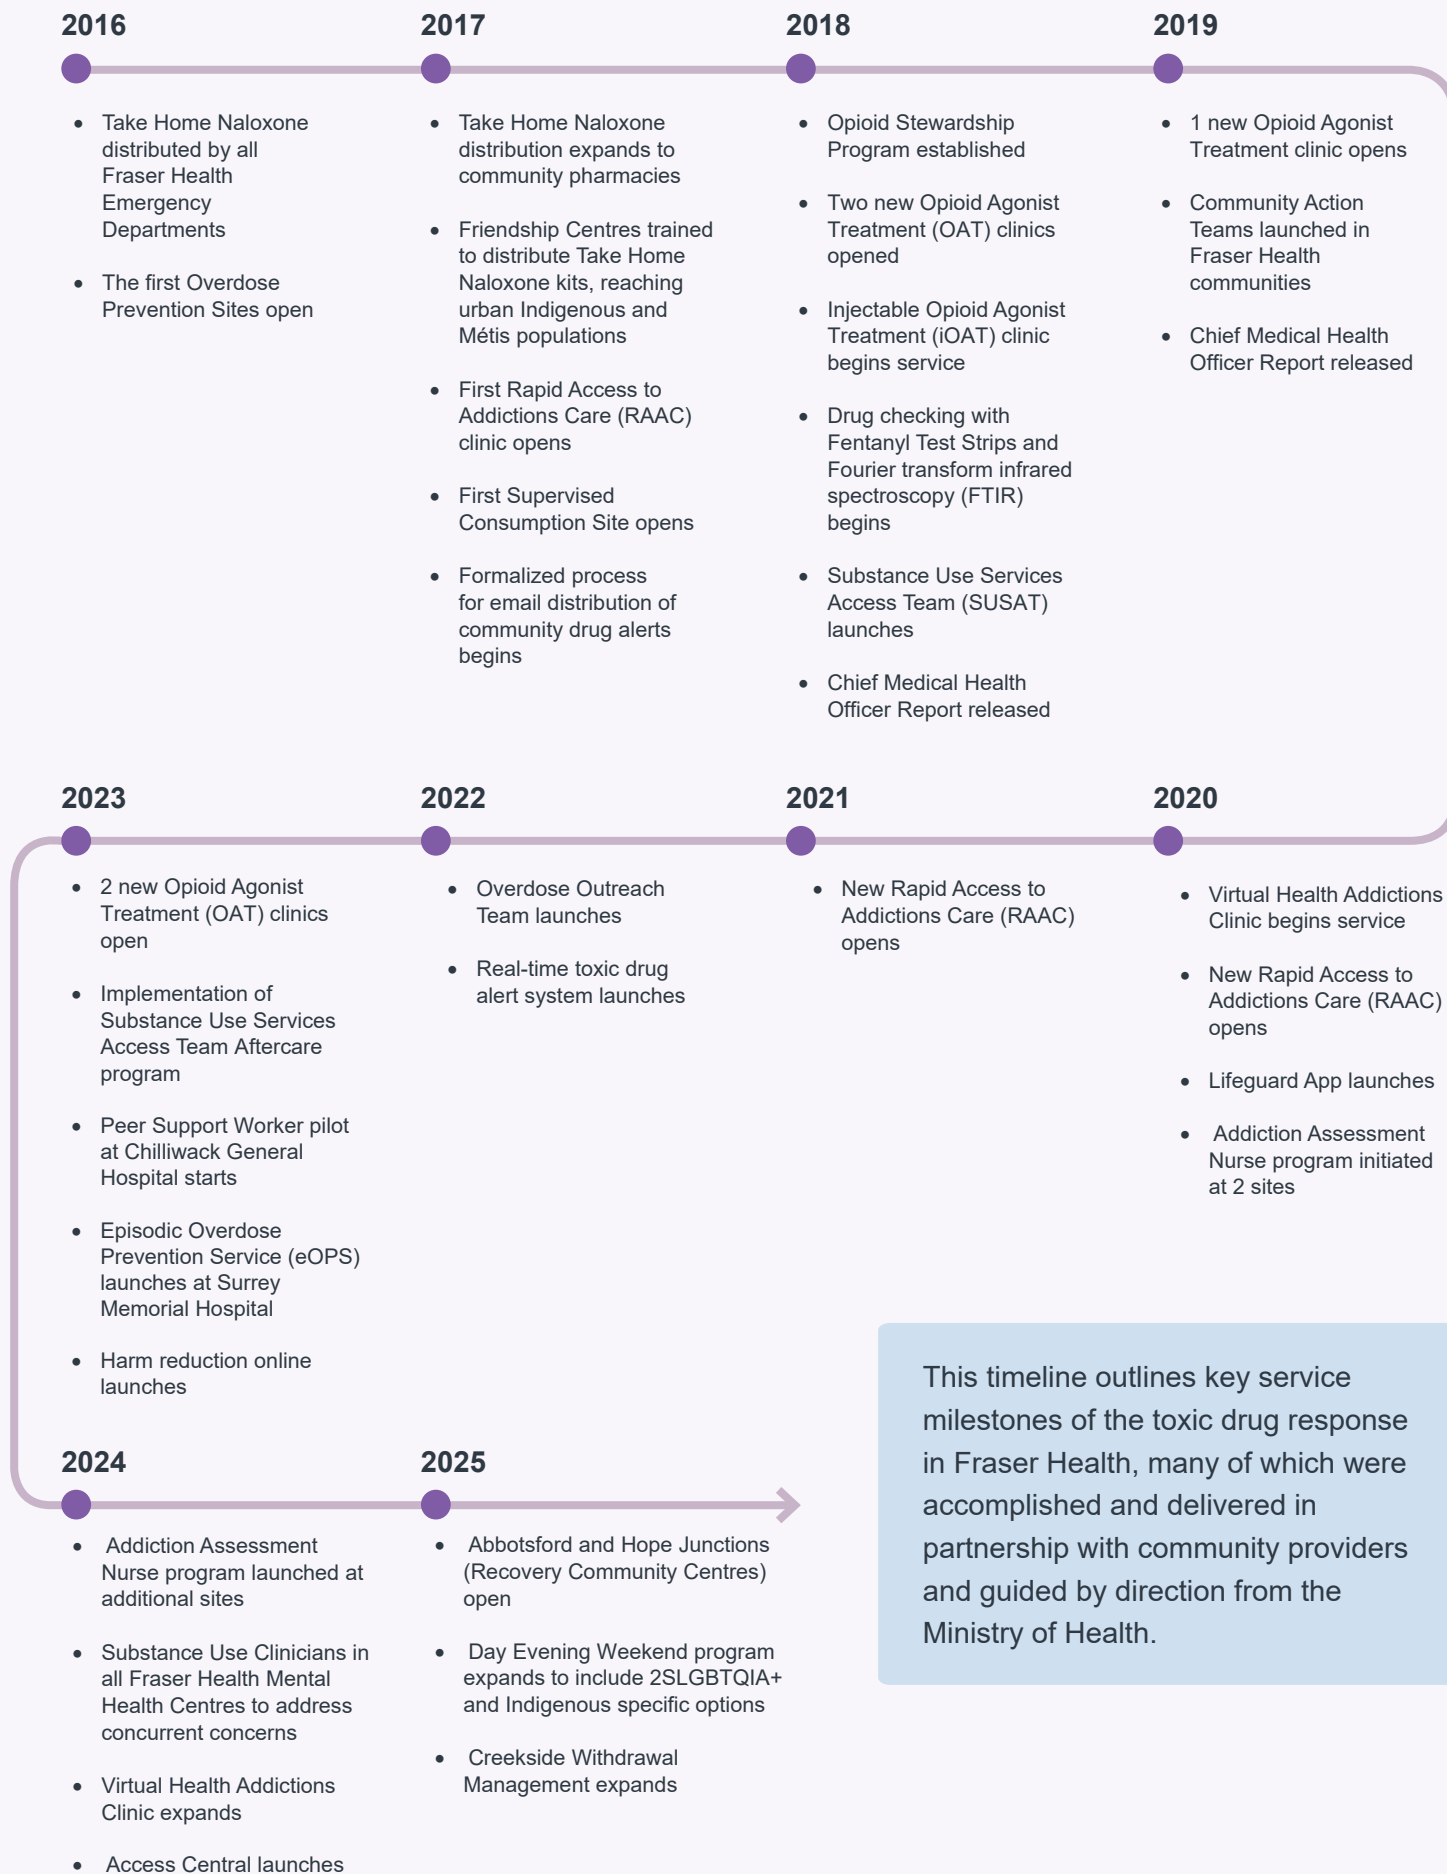 2016
• Take Home Naloxone
distributed by all
Fraser Health
Emergency
Departments
• The first Overdose
Prevention Sites open
2017
• Take Home Naloxone
distribution expands to
community pharmacies
• Friendship Centres trained
to distribute Take Home
Naloxone kits, reaching
urban Indigenous and
Métis populations
• First Rapid Access to
Addictions Care (RAAC)
clinic opens
• First Supervised
Consumption Site opens
• Formalized process
for email distribution of
community drug alerts
begins
2018
• Opioid Stewardship
Program established
• Two new Opioid Agonist
Treatment (OAT) clinics
opened
• Injectable Opioid Agonist
Treatment (iOAT) clinic
begins service
• Drug checking with
Fentanyl Test Strips and
Fourier transform infrared
spectroscopy (FTIR)
begins
• Substance Use Services
Access Team (SUSAT)
launches
• Chief Medical Health
Officer Report released
2019
• 1 new Opioid Agonist
Treatment clinic opens
• Community Action
Teams launched in
Fraser Health
communities
• Chief Medical Health
Officer Report released
2020
• Virtual Health Addictions
Clinic begins service
• New Rapid Access to
Addictions Care (RAAC)
opens
• Lifeguard App launches
• Addiction Assessment
Nurse program initiated
at 2 sites
2021
• New Rapid Access to
Addictions Care (RAAC)
opens
2022
• Overdose Outreach
Team launches
• Real-time toxic drug
alert system launches
2023
• 2 new Opioid Agonist
Treatment (OAT) clinics
open
• Implementation of
Substance Use Services
Access Team Aftercare
program
• Peer Support Worker pilot
at Chilliwack General
Hospital starts
• Episodic Overdose
Prevention Service (eOPS)
launches at Surrey
Memorial Hospital
• Harm reduction online
launches
2024
• Addiction Assessment
Nurse program launched at
additional sites
• Substance Use Clinicians in
all Fraser Health Mental
Health Centres to address
concurrent concerns
• Virtual Health Addictions
Clinic expands
• Access Central launches
2025
• Abbotsford and Hope Junctions
(Recovery Community Centres)
open
• Day Evening Weekend program
expands to include 2SLGBTQIA+
and Indigenous specific options
• Creekside Withdrawal
Management expands
This timeline outlines key service
milestones of the toxic drug response
in Fraser Health, many of which were
accomplished and delivered in
partnership with community providers
and guided by direction from the
Ministry of Health.